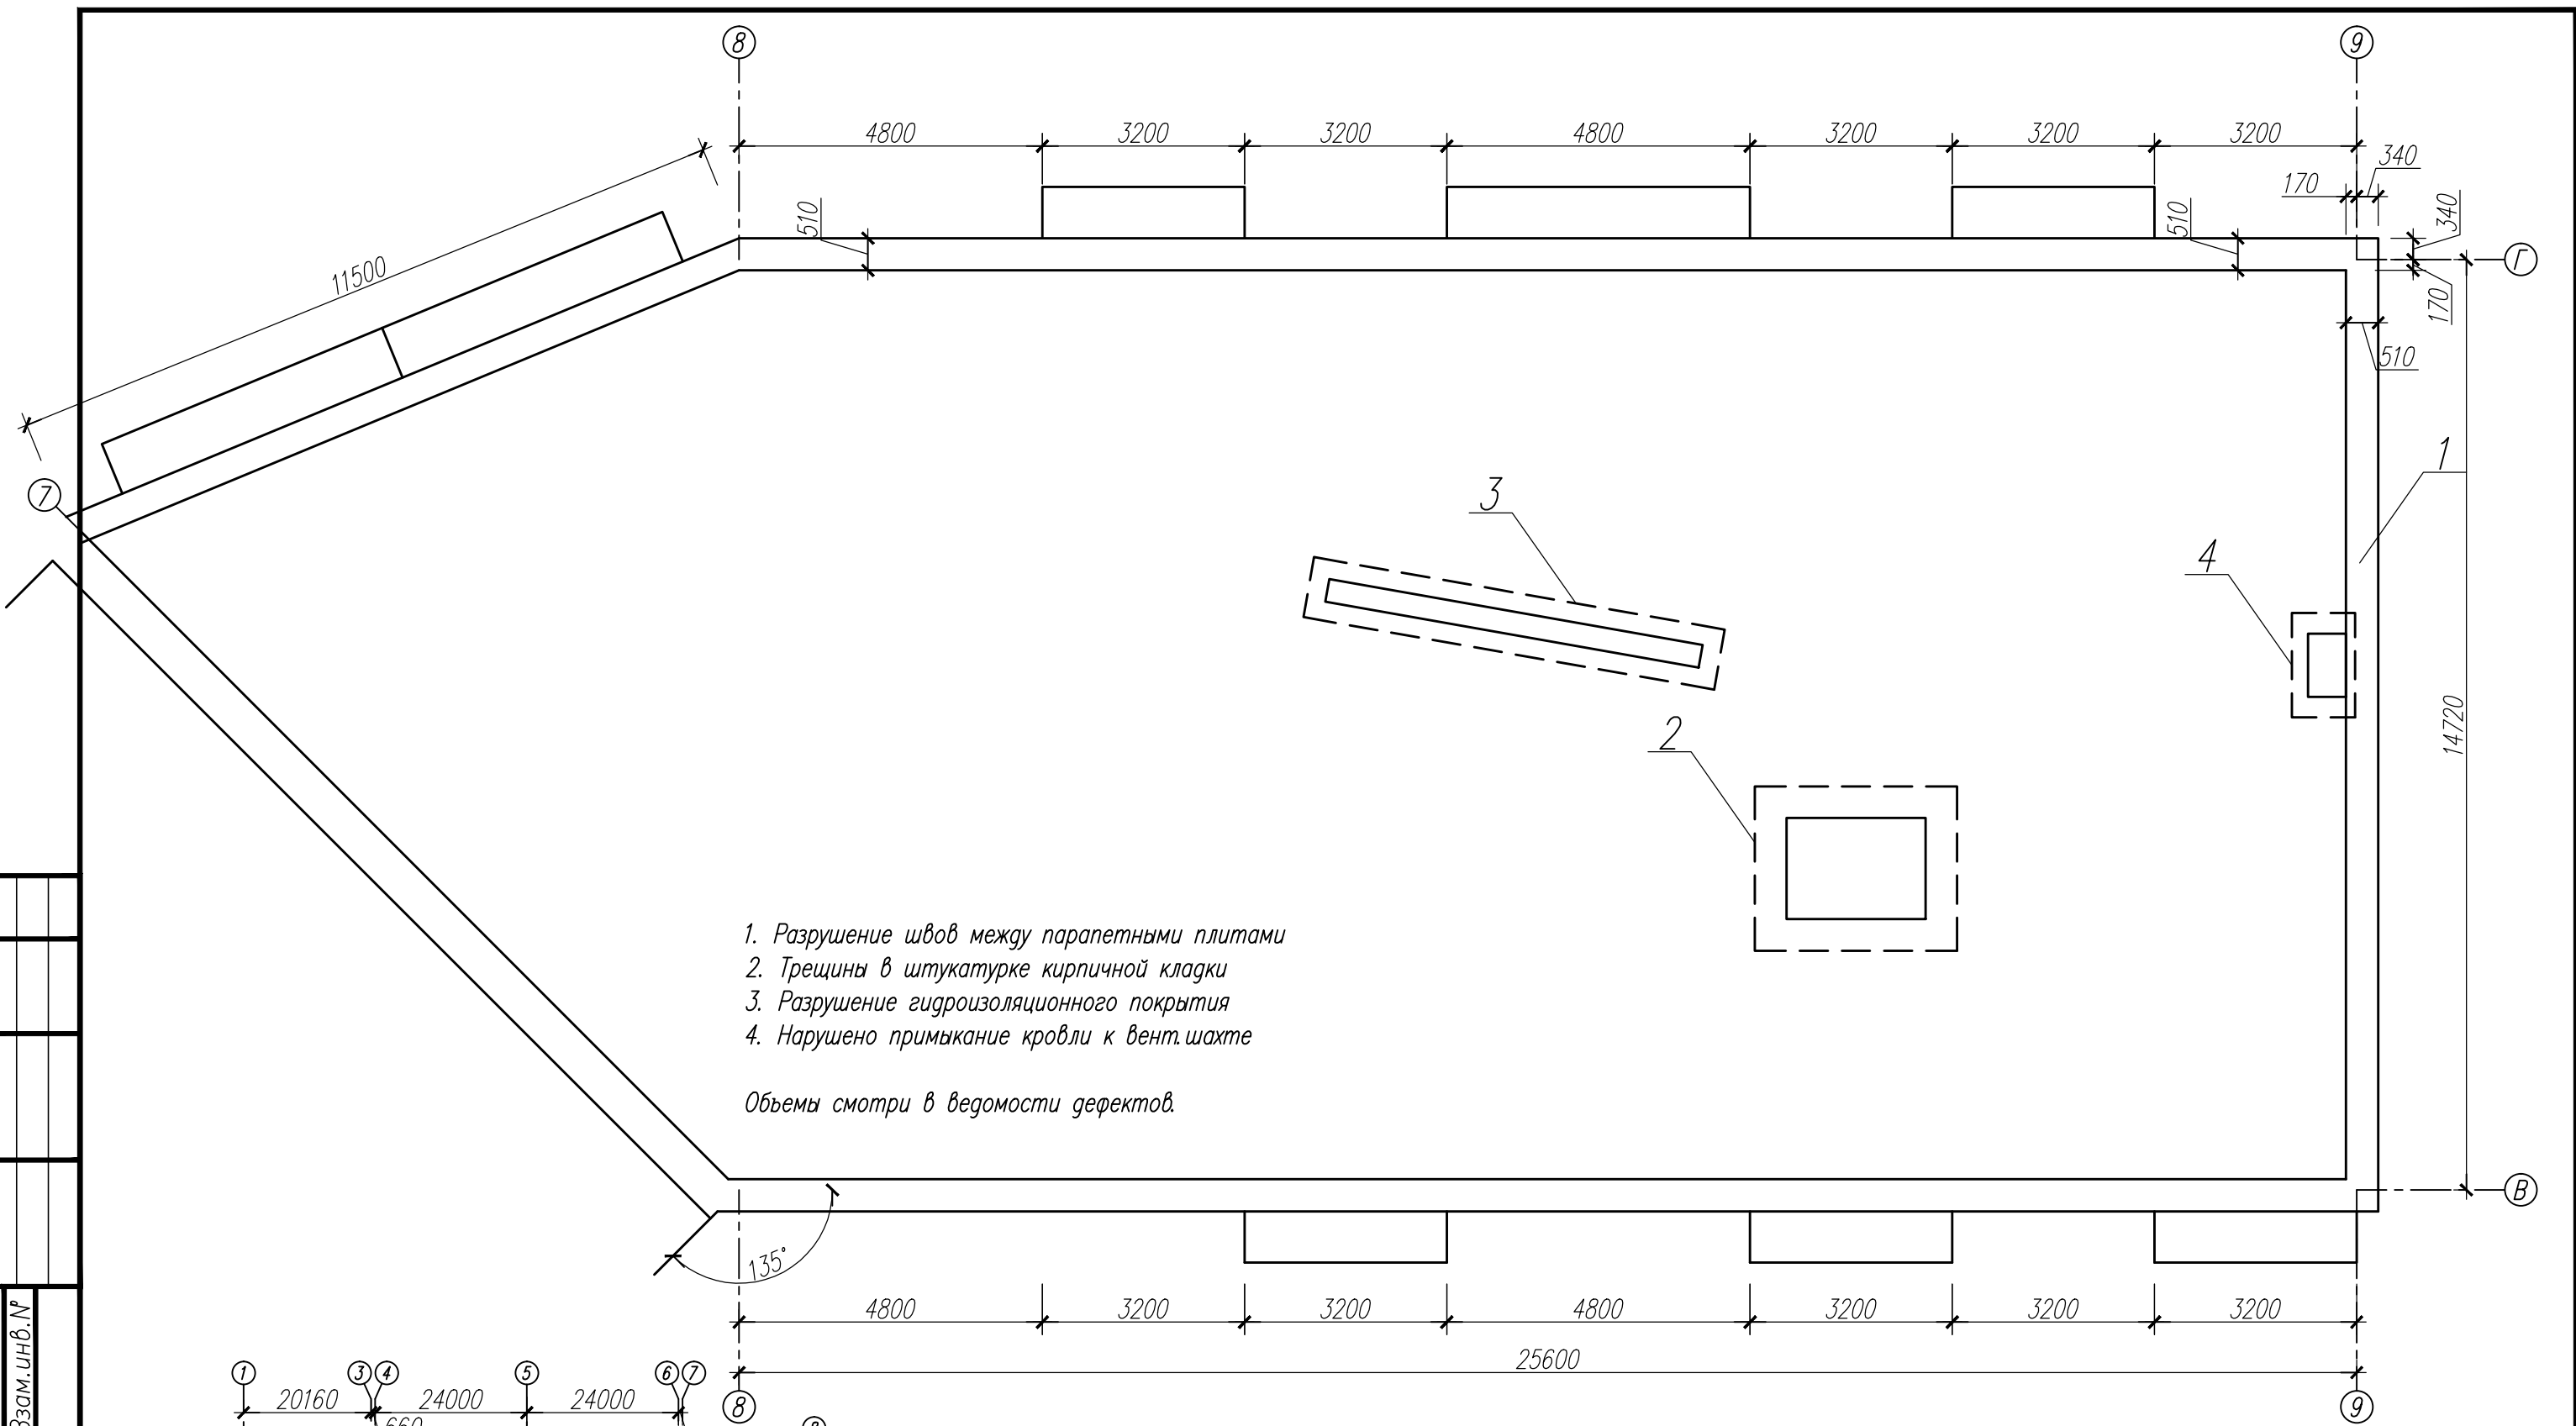 8 9
4800 3200 3200 4800 3200 3200 3200
340
170
510 510 340
Г
11500
170
510
1
7
3
4
14720
2
1. Разрушение швов между парапетными плитами
2. Трещины в штукатурке кирпичной кладки
3. Разрушение гидроизоляционного покрытия
4. Нарушено примыкание кровли к вент.шахте
Объемы смотри в ведомости дефектов.
В
135°
4800 3200 3200 4800 3200 3200 3200
25600
1 3 4 5 6 7
20160 24000 24000
8 9
660
Взам.инв.№